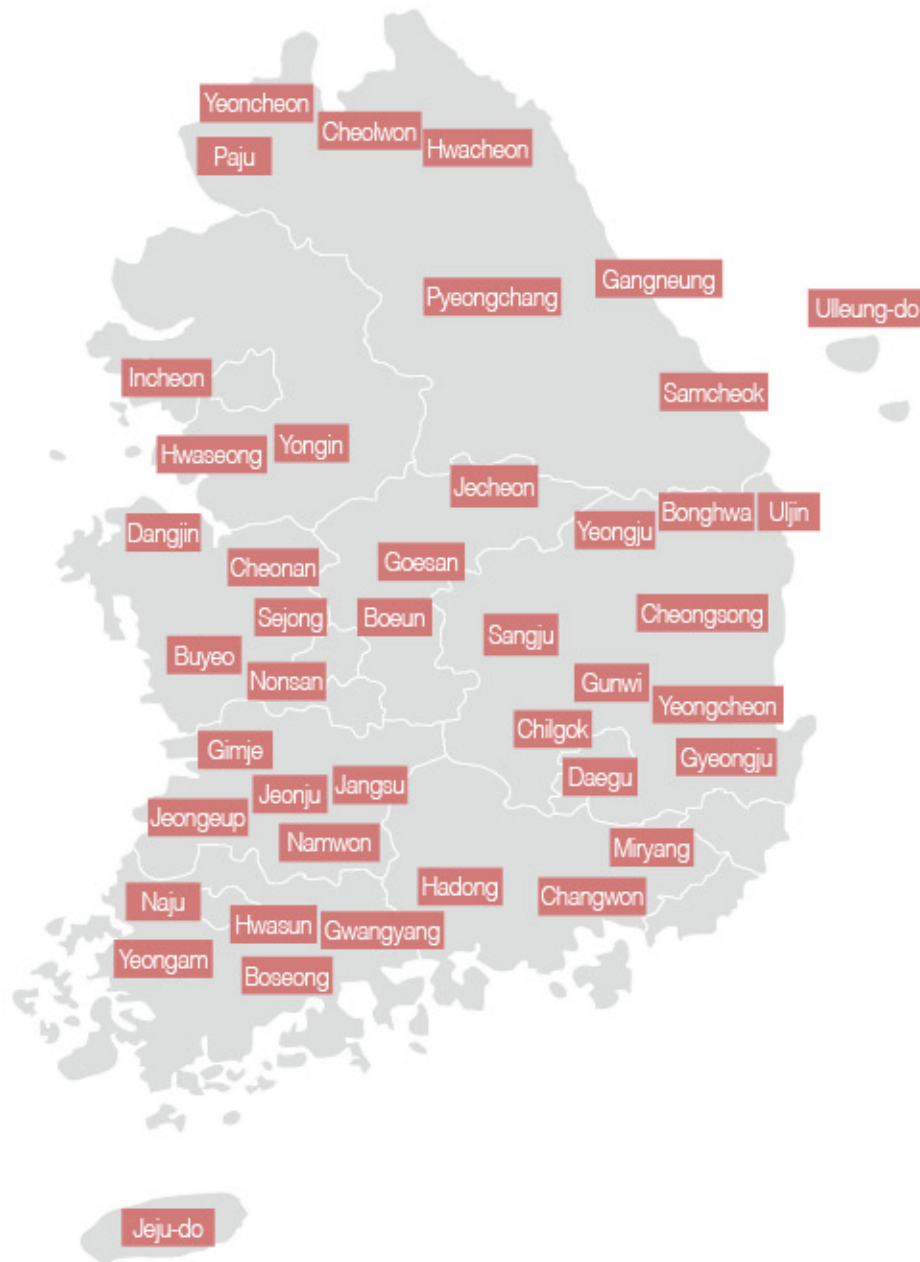 Yeoncheon
Cheolwon
Hwacheon
Paju
Gangneung
Pyeongchang
Ulleung-do
Incheon
Samcheok
Yongin
Hwaseong
Jecheon
Bonghwa
Uljin
Yeongju
Dangjin
Goesan
Cheonan
Cheongsong
Sejong
Boeun
Sangju
Buyeo
Nonsan
Gunwi
Yeongcheon
Chilgok
Gimje
Gyeongju
Daegu
Jangsu
Jeonju
Jeongeup
Namwon
Miryang
Hadong
Changwon
Naju
Hwasun
Gwangyang
Yeongam
Boseong
Jeju-do